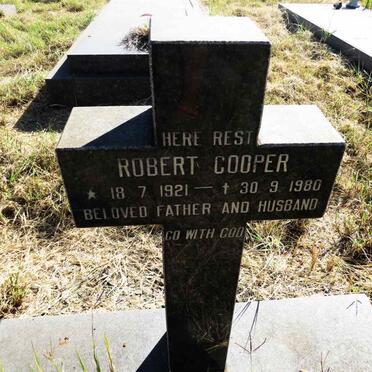 HERE REST
ROBERT COOPER
* 18 7 1921 — † 30 9 1980
BELOVED FATHER AND HUSBAND
GO WITH GOD